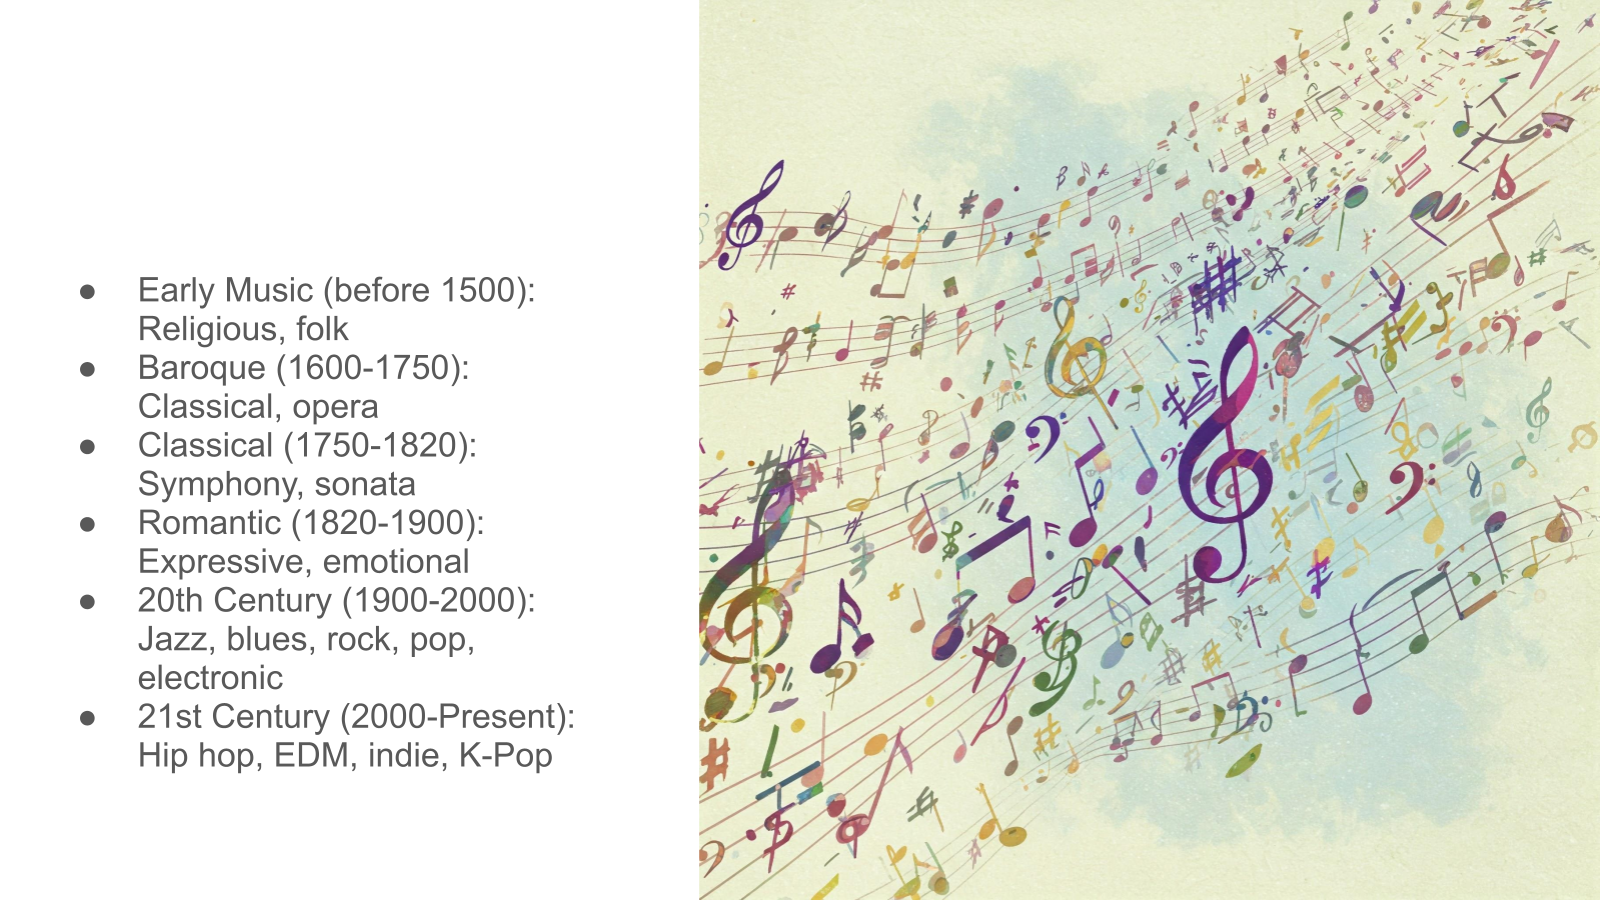 ● Early Music (before 1500):
Religious, folk
● Baroque (1600-1750):
Classical, opera
● Classical (1750-1820):
Symphony, sonata
● Romantic (1820-1900):
Expressive, emotional
● 20th Century (1900-2000):
Jazz, blues, rock, pop,
electronic
● 21st Century (2000-Present):
Hip hop, EDM, indie, K-Pop